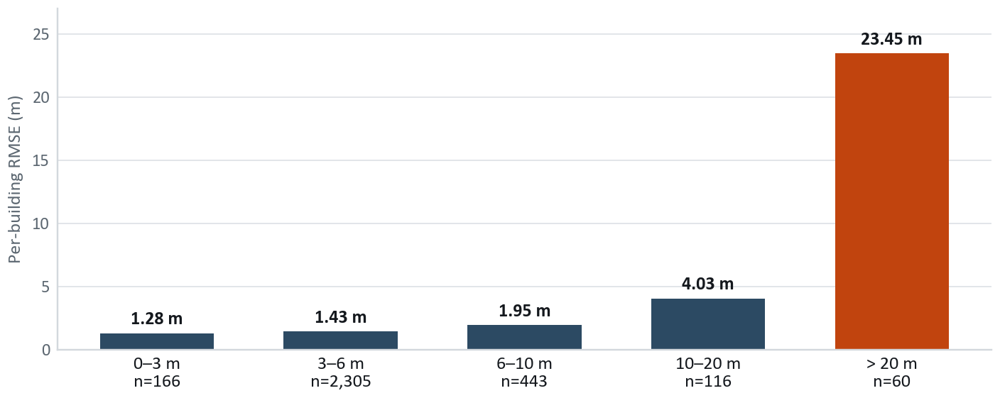 Per-building RMSE (m)
25
20
15
10
5
0
1.28 m
1.43 m
1.95 m
4.03 m
23.45 m
0–3 m
n=166
3–6 m
n=2,305
6–10 m
n=443
10–20 m
n=116
> 20 m
n=60